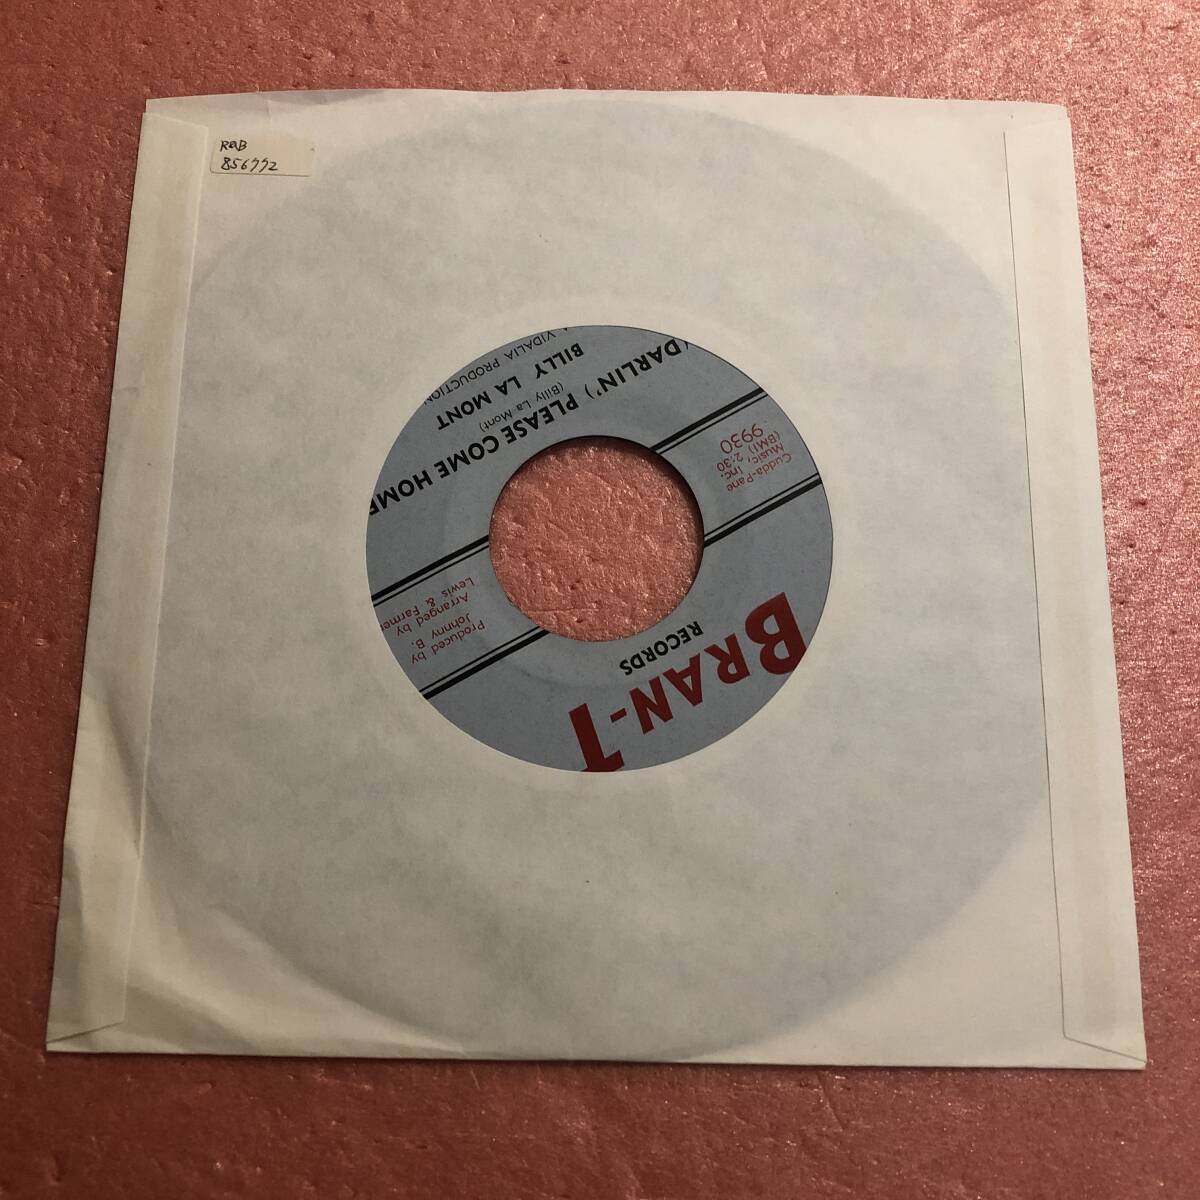 R&B
856772
BRAN-1
RECORDS
Cudda-Pane
Music, Inc.
(BMI) 2:30
9930
Produced by
Johnny B.
Arranged by
Lewis & Farmer
(DARLIN') PLEASE COME HOME
(Billy La Mont)
BILLY LA MONT
A VIDALIA PRODUCTION